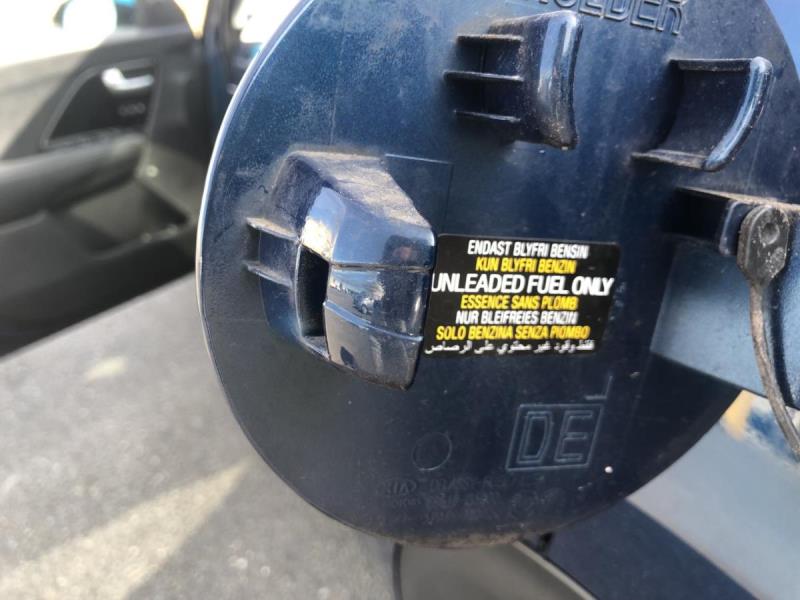 ENDAST BLYFRI BENSIN
KUN BLYFRI BENZIN
UNLEADED FUEL ONLY
ESSENCE SANS PLOMB
NUR BLEIFREIES BENZIN
SOLO BENZINA SENZA PIOMBO
فقط وقود غير محتوي على الرصاص
DE
KIA